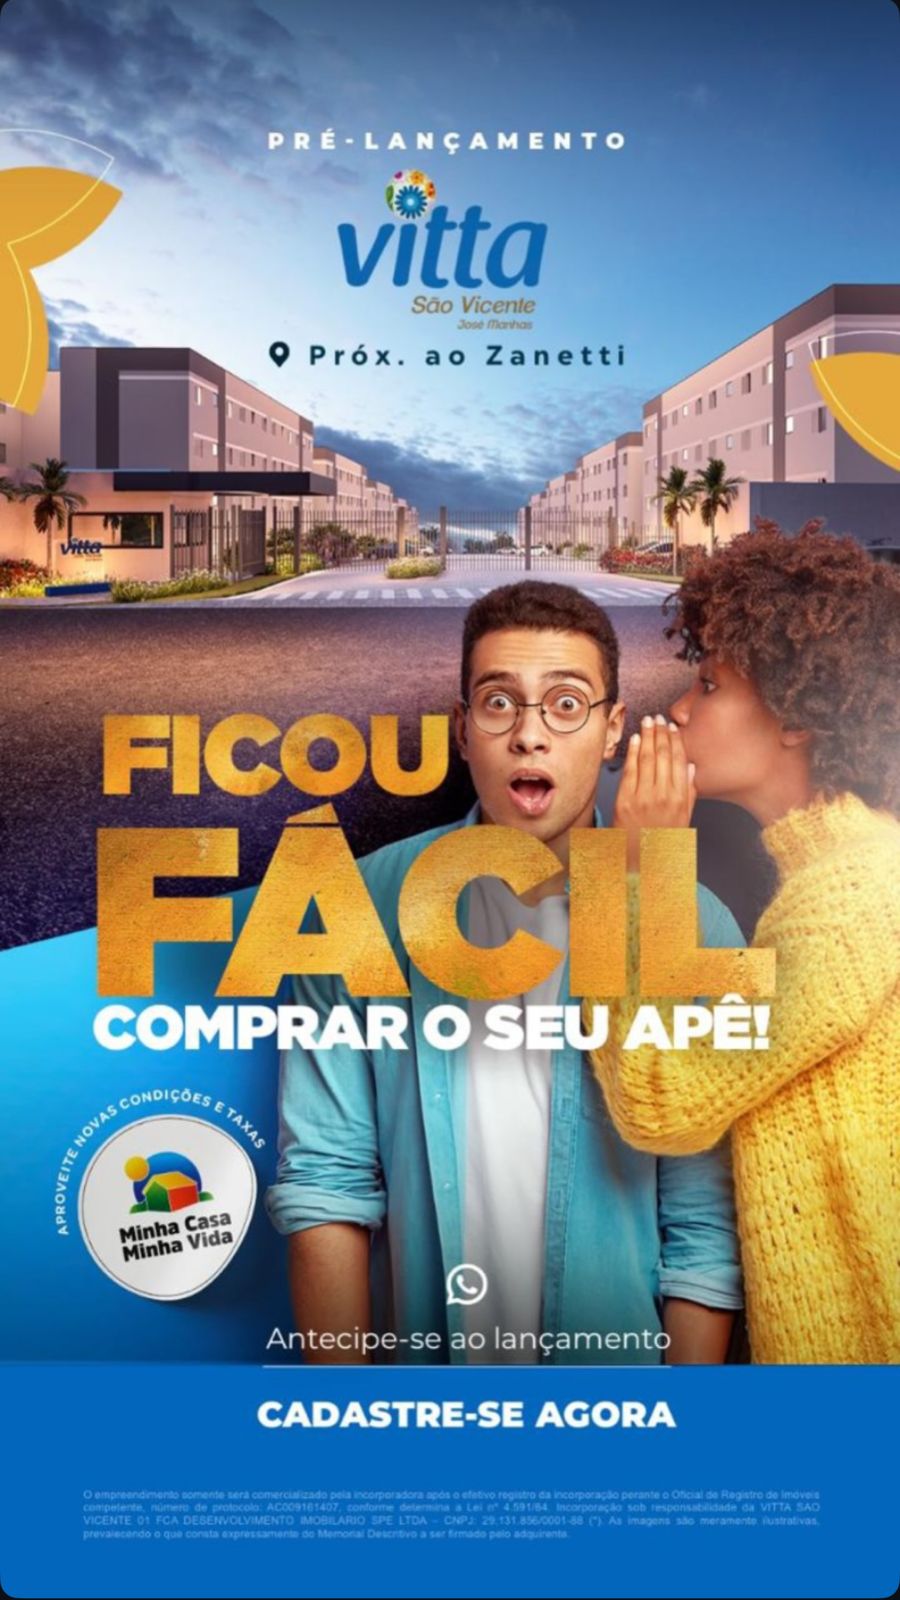 PRÉ-LANÇAMENTO
vitta
São Vicente
José Marihas
Próx. ao Zanetti
vitta
FICOU
FÁCIL
COMPRAR O SEU APÊ!
APROVEITE NOVAS CONDIÇÕES E TAXAS
Minha Casa
Minha Vida
Antecipe-se ao lançamento
CADASTRE-SE AGORA
O empreendimento somente será comercializado pela incorporadora após o efetivo registro da incorporação perante o Oficial de Registro de Imóveis
competente, número de protocolo: AC009161407, conforme determina a Lei nº 4.591/64. Incorporação sob responsabilidade da VITTA SAO
VICENTE 01 FCA DESENVOLVIMENTO IMOBILARIO SPE LTDA – CNPJ: 29.131.856/0001-88 (*). As imagens são meramente ilustrativas,
prevalecendo o que consta expressamente do Memorial Descritivo a ser firmado pelo adquirente.